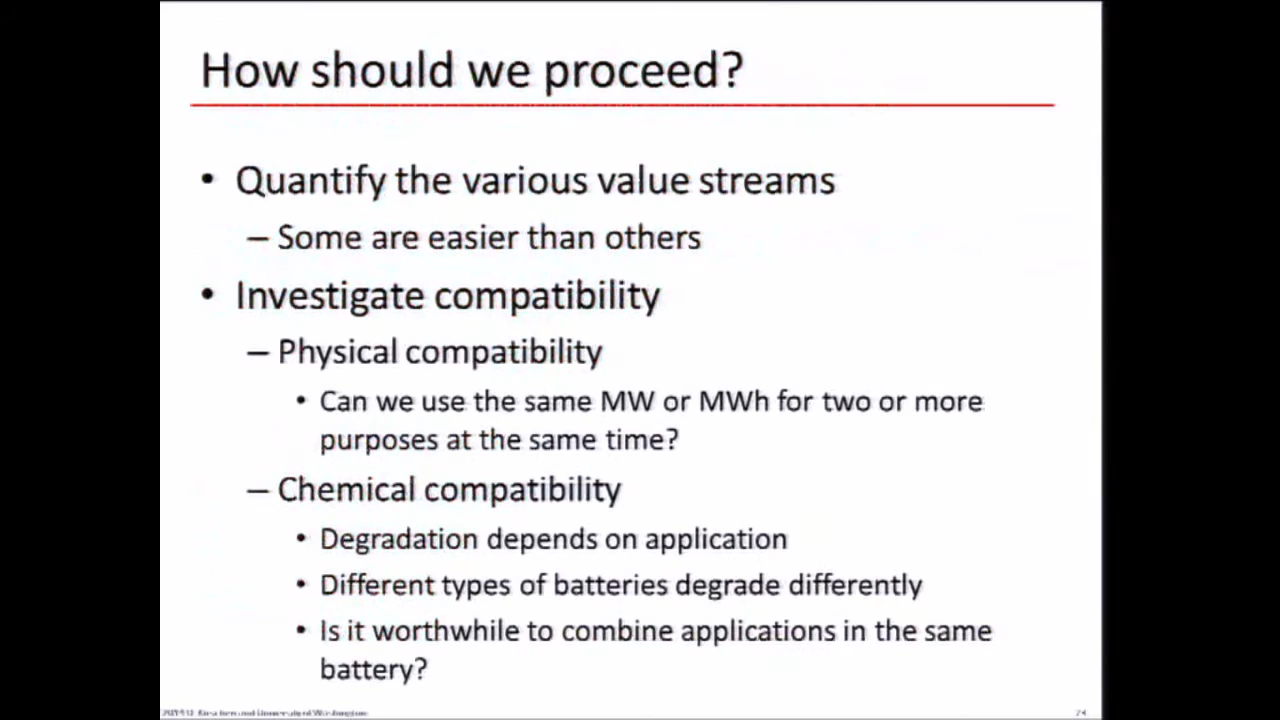 How should we proceed?
• Quantify the various value streams
– Some are easier than others
• Investigate compatibility
– Physical compatibility
• Can we use the same MW or MWh for two or more
purposes at the same time?
– Chemical compatibility
• Degradation depends on application
• Different types of batteries degrade differently
• Is it worthwhile to combine applications in the same
battery?